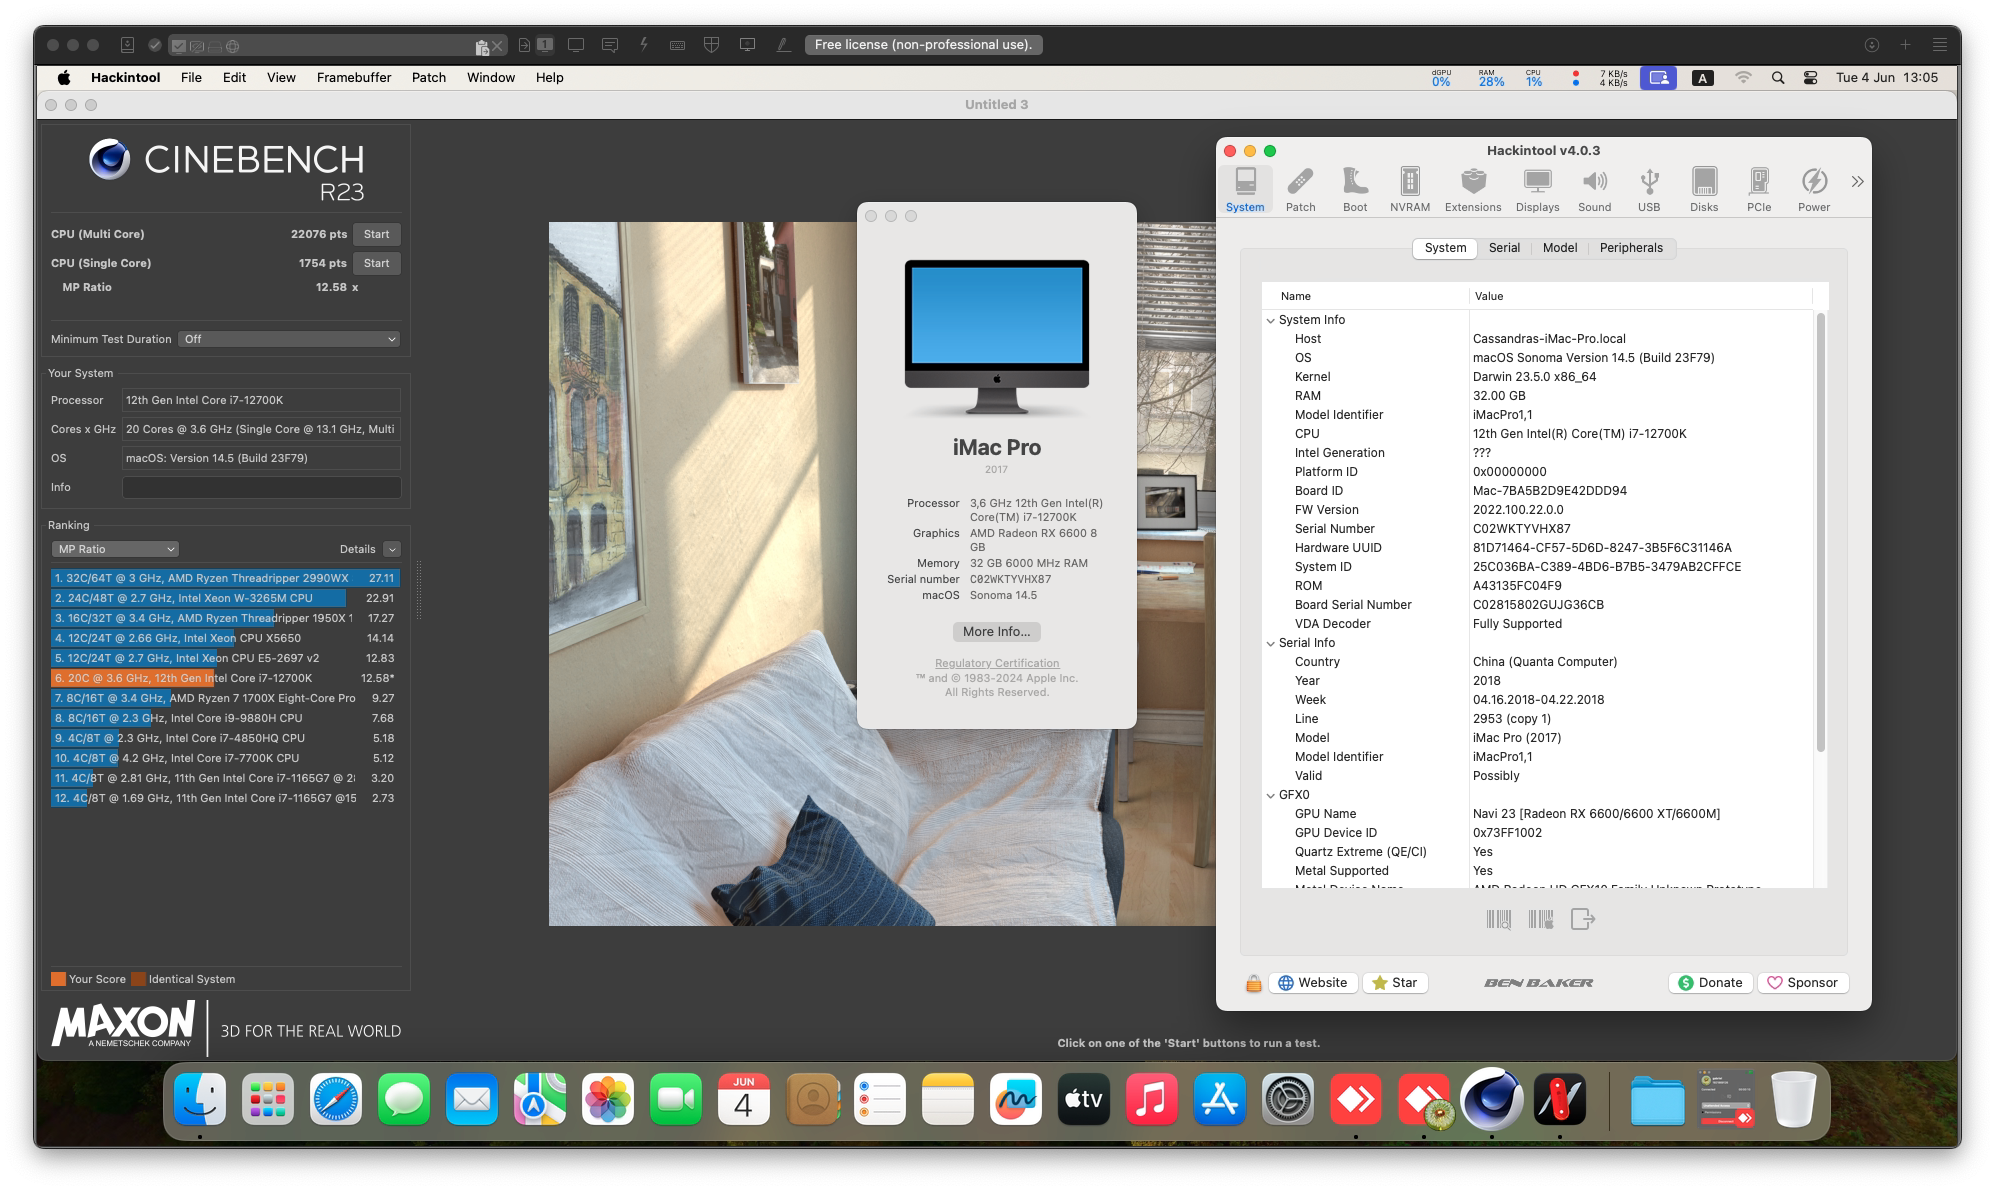 1
Free license (non-professional use).
Hackintool File Edit View Framebuffer Patch Window Help
dGPU 0% RAM 28% CPU 1% 7 KB/s 4 KB/s A Tue 4 Jun 13:05
Untitled 3
CINEBENCH
R23
CPU (Multi Core) 22076 pts Start
CPU (Single Core) 1754 pts Start
MP Ratio 12.58 x
Minimum Test Duration Off
Your System
Processor 12th Gen Intel Core i7-12700K
Cores x GHz 20 Cores @ 3.6 GHz (Single Core @ 13.1 GHz, Multi
OS macOS: Version 14.5 (Build 23F79)
Info
Ranking
MP Ratio Details
1. 32C/64T @ 3 GHz, AMD Ryzen Threadripper 2990WX 27.11
2. 24C/48T @ 2.7 GHz, Intel Xeon W-3265M CPU 22.91
3. 16C/32T @ 3.4 GHz, AMD Ryzen Threadripper 1950X 1 17.27
4. 12C/24T @ 2.66 GHz, Intel Xeon CPU X5650 14.14
5. 12C/24T @ 2.7 GHz, Intel Xeon CPU E5-2697 v2 12.83
6. 20C @ 3.6 GHz, 12th Gen Intel Core i7-12700K 12.58*
7. 8C/16T @ 3.4 GHz, AMD Ryzen 7 1700X Eight-Core Pro 9.27
8. 8C/16T @ 2.3 GHz, Intel Core i9-9880H CPU 7.68
9. 4C/8T @ 2.3 GHz, Intel Core i7-4850HQ CPU 5.18
10. 4C/8T @ 4.2 GHz, Intel Core i7-7700K CPU 5.12
11. 4C/8T @ 2.81 GHz, 11th Gen Intel Core i7-1165G7 @ 28 3.20
12. 4C/8T @ 1.69 GHz, 11th Gen Intel Core i7-1165G7 @15 2.73
Your Score Identical System
MAXON
A NEMETSCHEK COMPANY
3D FOR THE REAL WORLD
Click on one of the 'Start' buttons to run a test.
iMac Pro
2017
Processor 3,6 GHz 12th Gen Intel(R)
Core(TM) i7-12700K
Graphics AMD Radeon RX 6600 8
GB
Memory 32 GB 6000 MHz RAM
Serial number C02WKTYVHX87
macOS Sonoma 14.5
More Info...
Regulatory Certification
™ and © 1983-2024 Apple Inc.
All Rights Reserved.
Hackintool v4.0.3
System Patch Boot NVRAM Extensions Displays Sound USB Disks PCIe Power
System Serial Model Peripherals
Name Value
System Info
Host Cassandras-iMac-Pro.local
OS macOS Sonoma Version 14.5 (Build 23F79)
Kernel Darwin 23.5.0 x86_64
RAM 32.00 GB
Model Identifier iMacPro1,1
CPU 12th Gen Intel(R) Core(TM) i7-12700K
Intel Generation ???
Platform ID 0x00000000
Board ID Mac-7BA5B2D9E42DDD94
FW Version 2022.100.22.0.0
Serial Number C02WKTYVHX87
Hardware UUID 81D71464-CF57-5D6D-8247-3B5F6C31146A
System ID 25C036BA-C389-4BD6-B7B5-3479AB2CFFCE
ROM A43135FC04F9
Board Serial Number C02815802GUJG36CB
VDA Decoder Fully Supported
Serial Info
Country China (Quanta Computer)
Year 2018
Week 04.16.2018-04.22.2018
Line 2953 (copy 1)
Model iMac Pro (2017)
Model Identifier iMacPro1,1
Valid Possibly
GFX0
GPU Name Navi 23 [Radeon RX 6600/6600 XT/6600M]
GPU Device ID 0x73FF1002
Quartz Extreme (QE/CI) Yes
Metal Supported Yes
Metal Device Name AMD Radeon HD GFX10 Family Unknown Prototype
Website Star BEN BAKER Donate Sponsor
JUN
4
tv